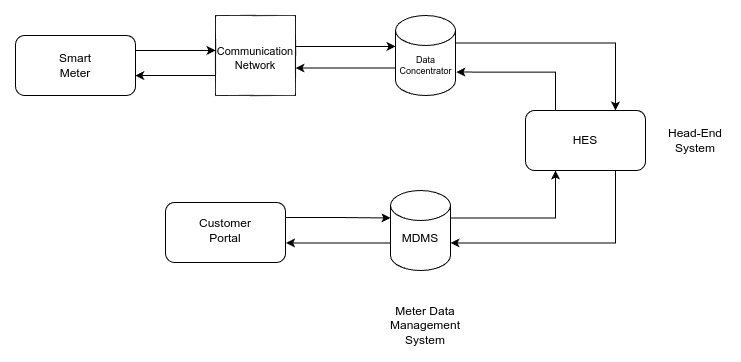 Smart
Meter
Communication
Network
Data
Concentrator
HES
Head-End
System
Customer
Portal
MDMS
Meter Data
Management
System